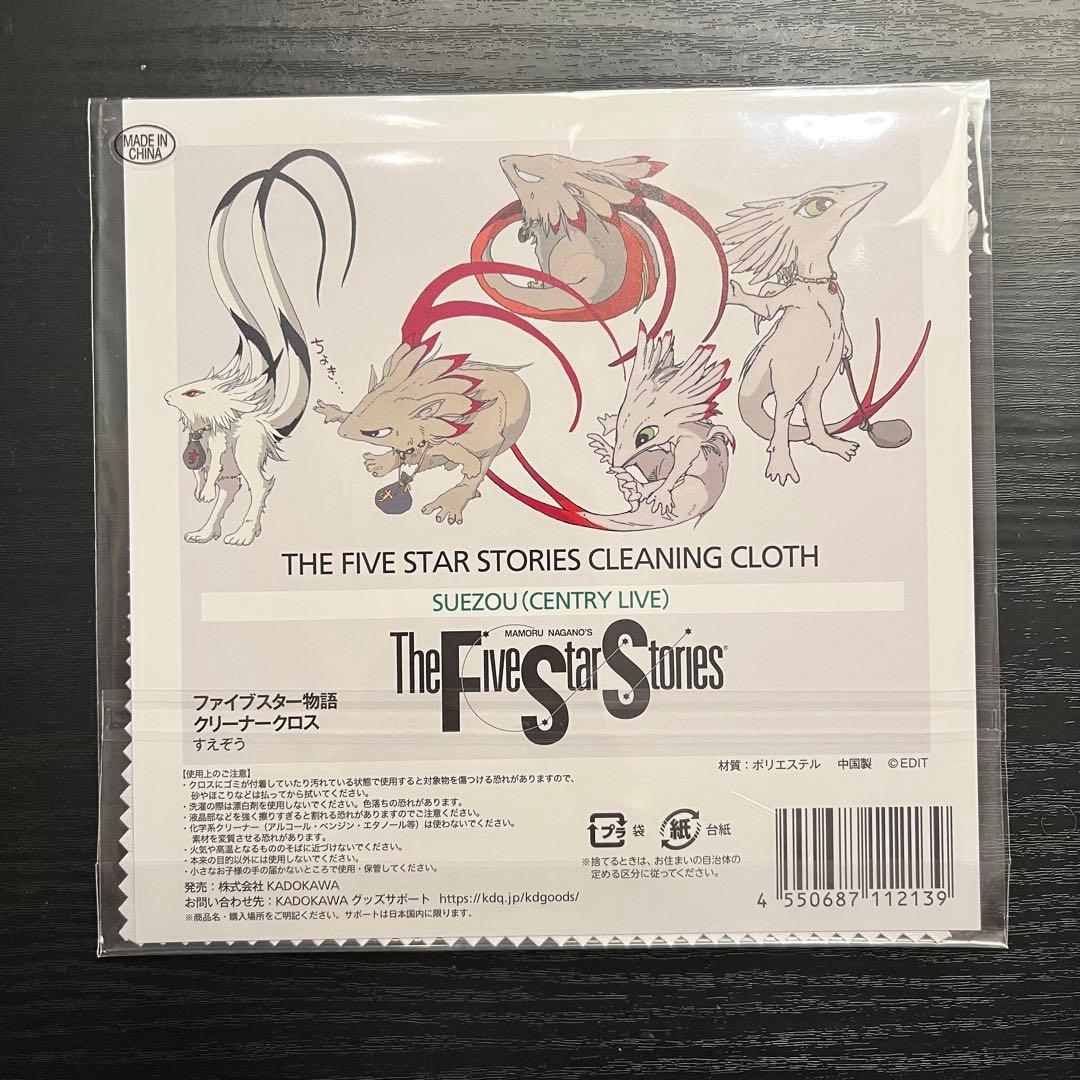 MADE IN
CHINA
ちょき…
す
す
THE FIVE STAR STORIES CLEANING CLOTH
SUEZOU (CENTRY LIVE)
MAMORU NAGANO'S
The Five Star Stories®
ファイブスター物語
クリーナークロス
すえぞう
材質：ポリエステル 中国製 ©EDIT
【使用上のご注意】
・クロスにゴミが付着していたり汚れている状態で使用すると対象物を傷つける恐れがありますので、
砂やほこりなどは払ってから拭いてください。
・洗濯の際は漂白剤を使用しないでください。色落ちの恐れがあります。
・液晶部などを強く擦りすぎると割れる恐れがありますのでご注意ください。
・化学系クリーナー（アルコール・ベンジン・エタノール等）は使わないでください。
素材を変質させる恐れがあります。
・火気や高温となるもののそばに近づけないでください。
・本来の目的以外には使用しないでください。
・小さなお子様の手の届かないところで使用・保管してください。
発売：株式会社 KADOKAWA
お問い合わせ先：KADOKAWA グッズサポート https://kdq.jp/kdgoods/
※商品名・購入場所をご明記ください。サポートは日本国内に限ります。
プラ 袋 紙 台紙
※捨てるときは、お住まいの自治体の
定める区分に従ってください。
4 550687 112139